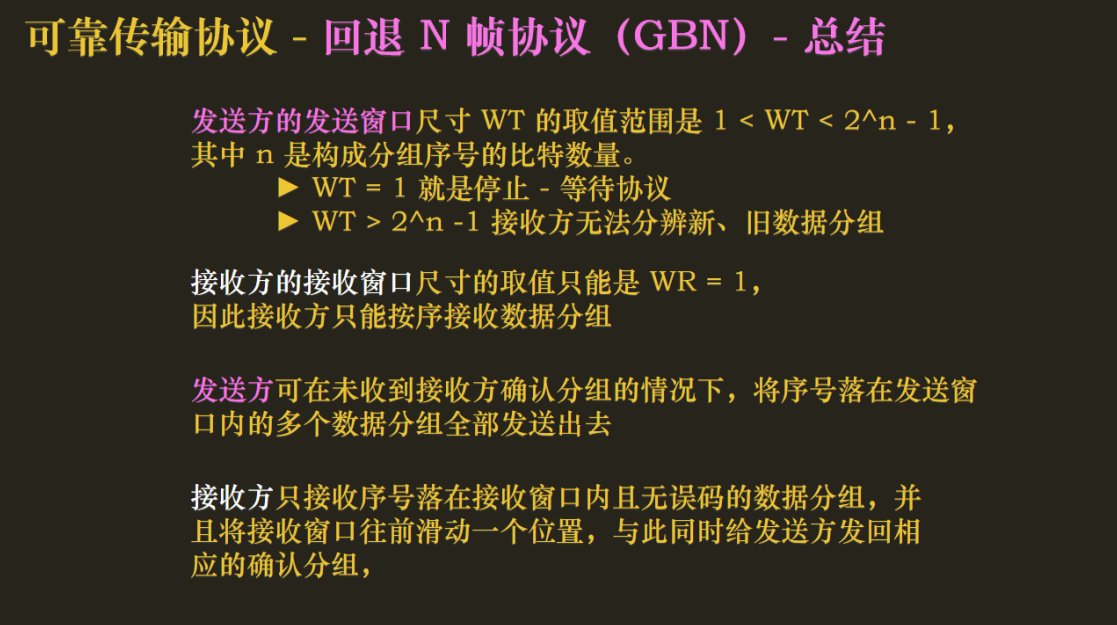 可靠传输协议 - 回退 N 帧协议（GBN）- 总结
发送方的发送窗口尺寸 WT 的取值范围是 1 < WT < 2^n - 1，
其中 n 是构成分组序号的比特数量。
▶ WT = 1 就是停止 - 等待协议
▶ WT > 2^n -1 接收方无法分辨新、旧数据分组
接收方的接收窗口尺寸的取值只能是 WR = 1，
因此接收方只能按序接收数据分组
发送方可在未收到接收方确认分组的情况下，将序号落在发送窗
口内的多个数据分组全部发送出去
接收方只接收序号落在接收窗口内且无误码的数据分组，并
且将接收窗口往前滑动一个位置，与此同时给发送方发回相
应的确认分组，